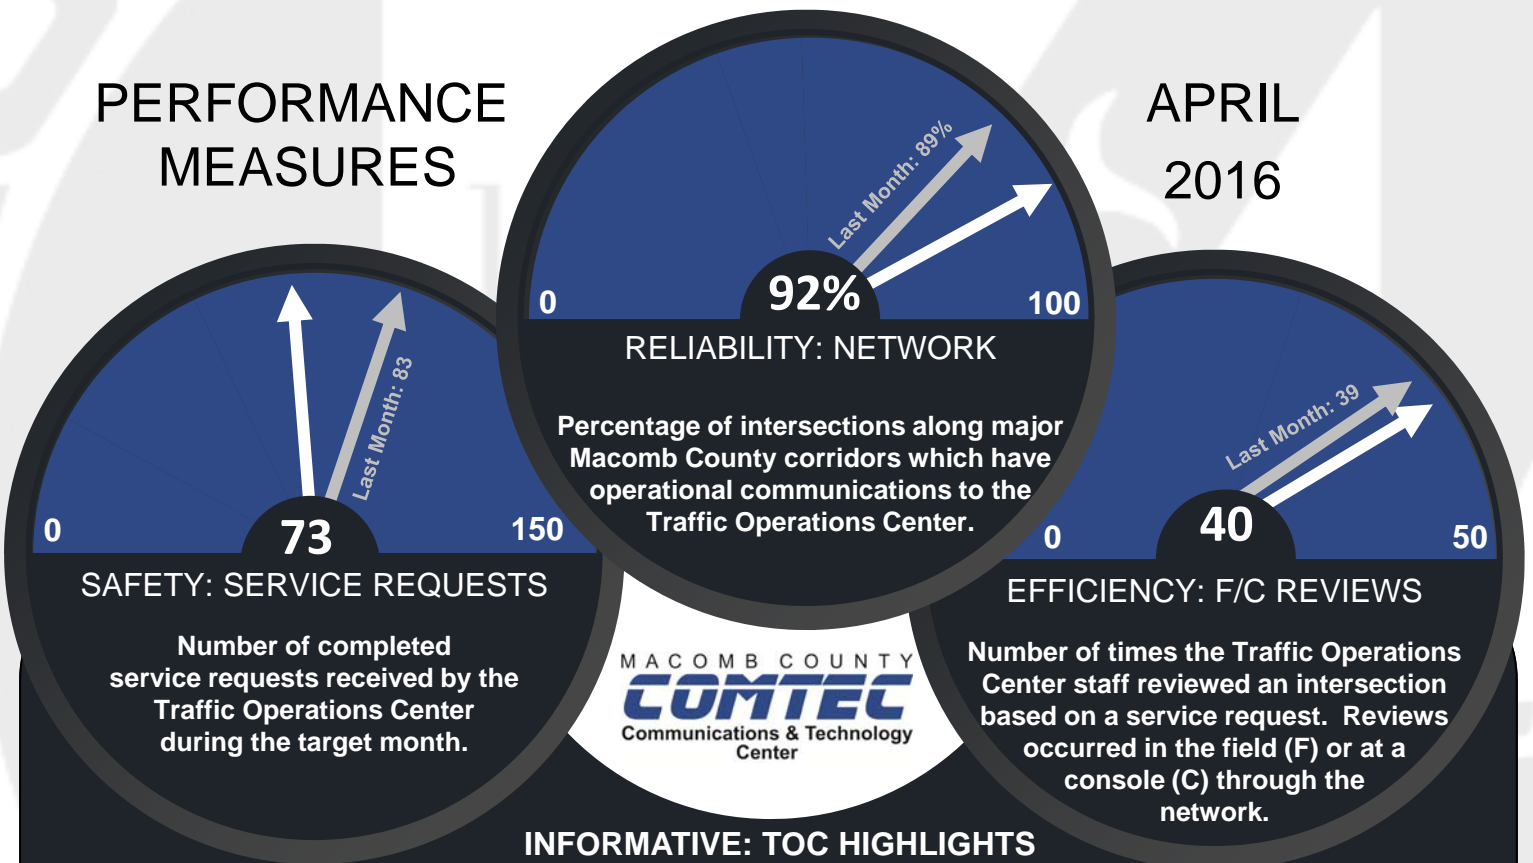 PERFORMANCE
MEASURES
APRIL
2016
Last Month: 89%
92%
0
100
RELIABILITY: NETWORK
Percentage of intersections along major
Macomb County corridors which have
operational communications to the
Traffic Operations Center.
Last Month: 83
73
0
150
SAFETY: SERVICE REQUESTS
Number of completed
service requests received by the
Traffic Operations Center
during the target month.
Last Month: 39
40
0
50
EFFICIENCY: F/C REVIEWS
Number of times the Traffic Operations
Center staff reviewed an intersection
based on a service request.  Reviews
occurred in the field (F) or at a
console (C) through the
network.
MACOMB COUNTY
COMTEC
Communications & Technology
Center
INFORMATIVE: TOC HIGHLIGHTS